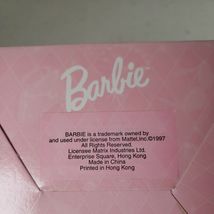 Barbie™
BARBIE is a trademark owned by
and used under license from Mattel,Inc.©1997
All Rights Reserved.
Licensee Matrix Industries Ltd.
Enterprise Square, Hong Kong
Made in China
Printed in Hong Kong